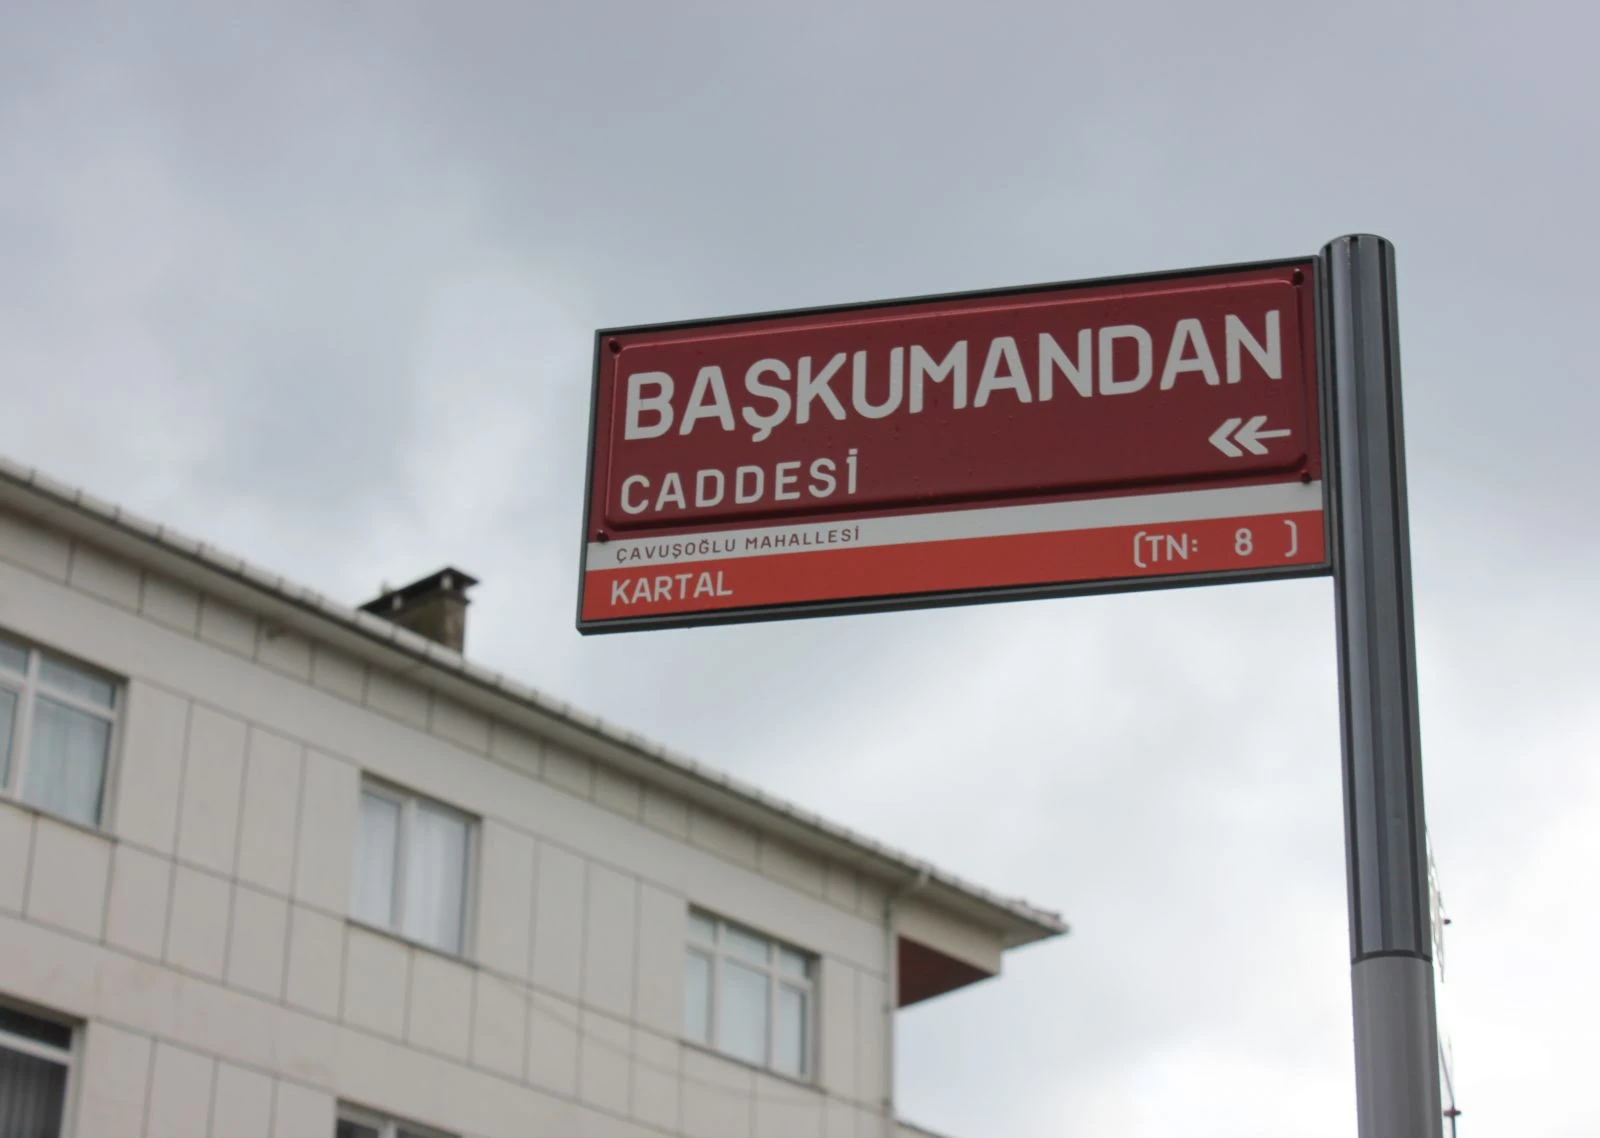 BAŞKUMANDAN
CADDESİ
ÇAVUŞOĞLU MAHALLESİ
KARTAL (TN: 8 )